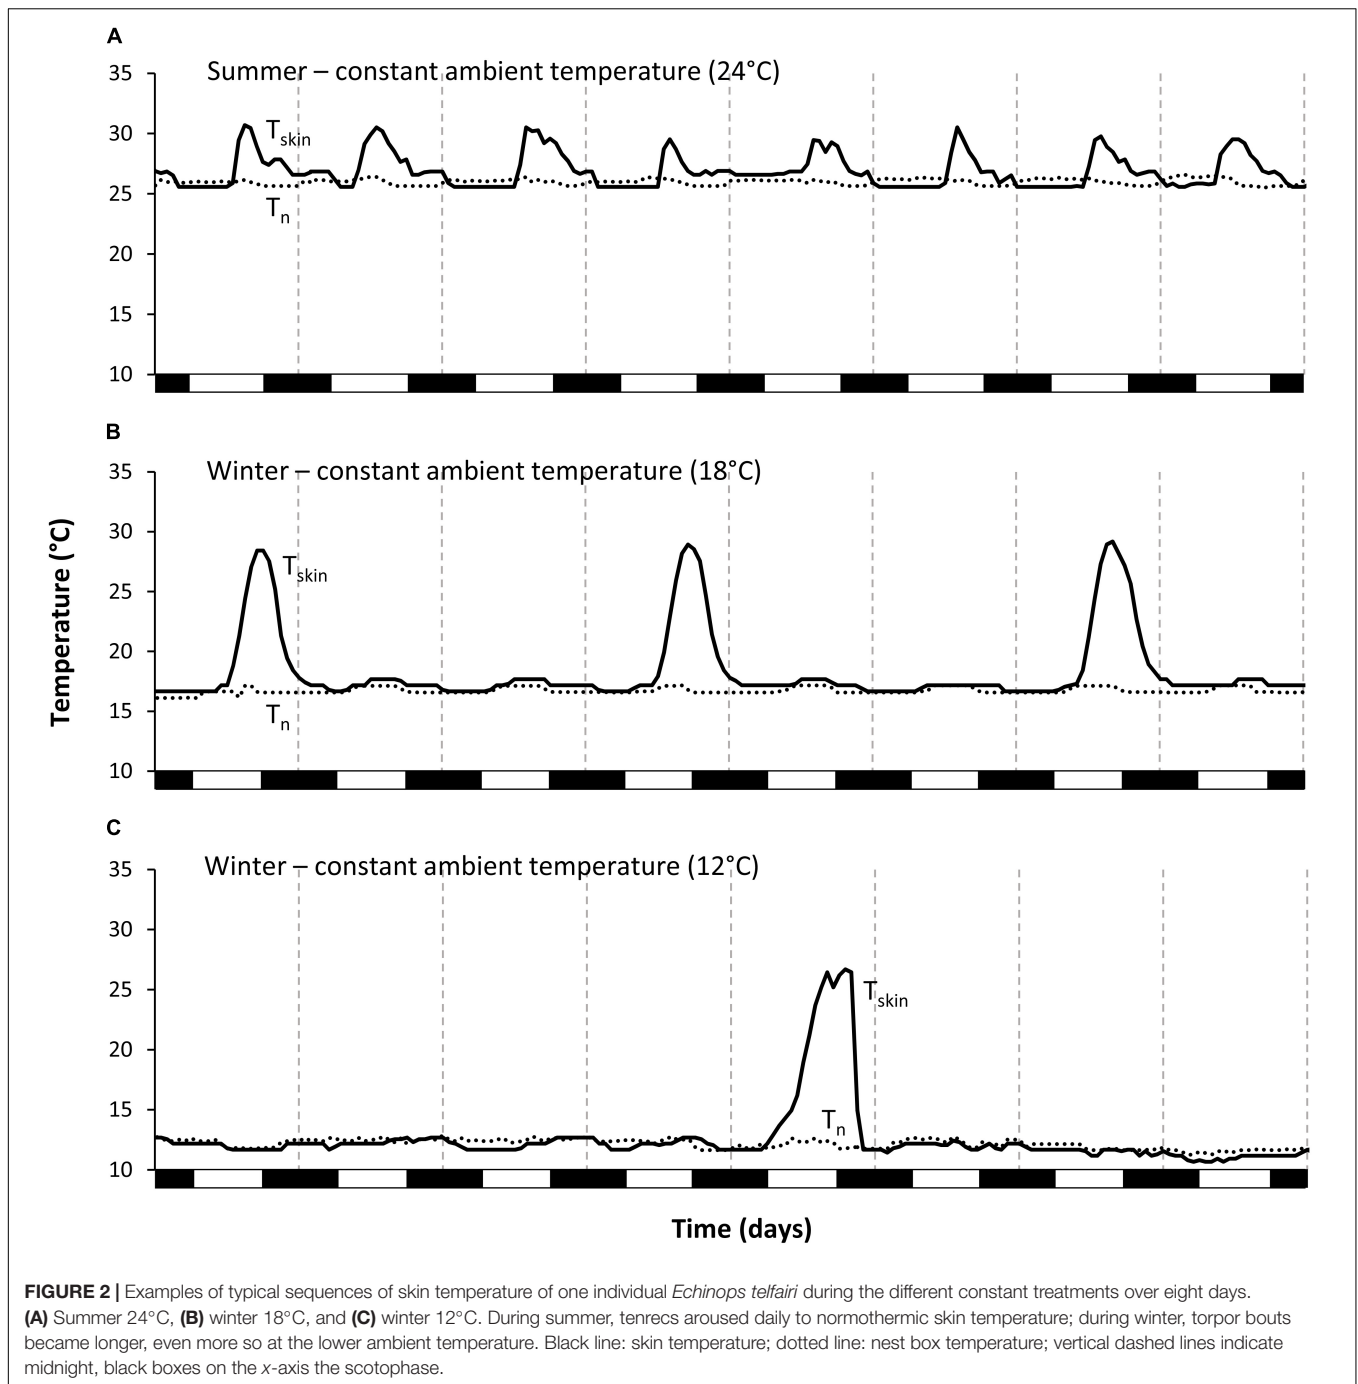 A
Summer – constant ambient temperature (24°C)
35
30
25
20
15
10
Tskin
Tn
B
Winter – constant ambient temperature (18°C)
35
30
25
20
15
10
Tskin
Tn
Temperature (°C)
C
Winter – constant ambient temperature (12°C)
35
30
25
20
15
10
Tskin
Tn
Time (days)
FIGURE 2 | Examples of typical sequences of skin temperature of one individual Echinops telfairi during the different constant treatments over eight days.
(A) Summer 24°C, (B) winter 18°C, and (C) winter 12°C. During summer, tenrecs aroused daily to normothermic skin temperature; during winter, torpor bouts
became longer, even more so at the lower ambient temperature. Black line: skin temperature; dotted line: nest box temperature; vertical dashed lines indicate
midnight, black boxes on the x-axis the scotophase.